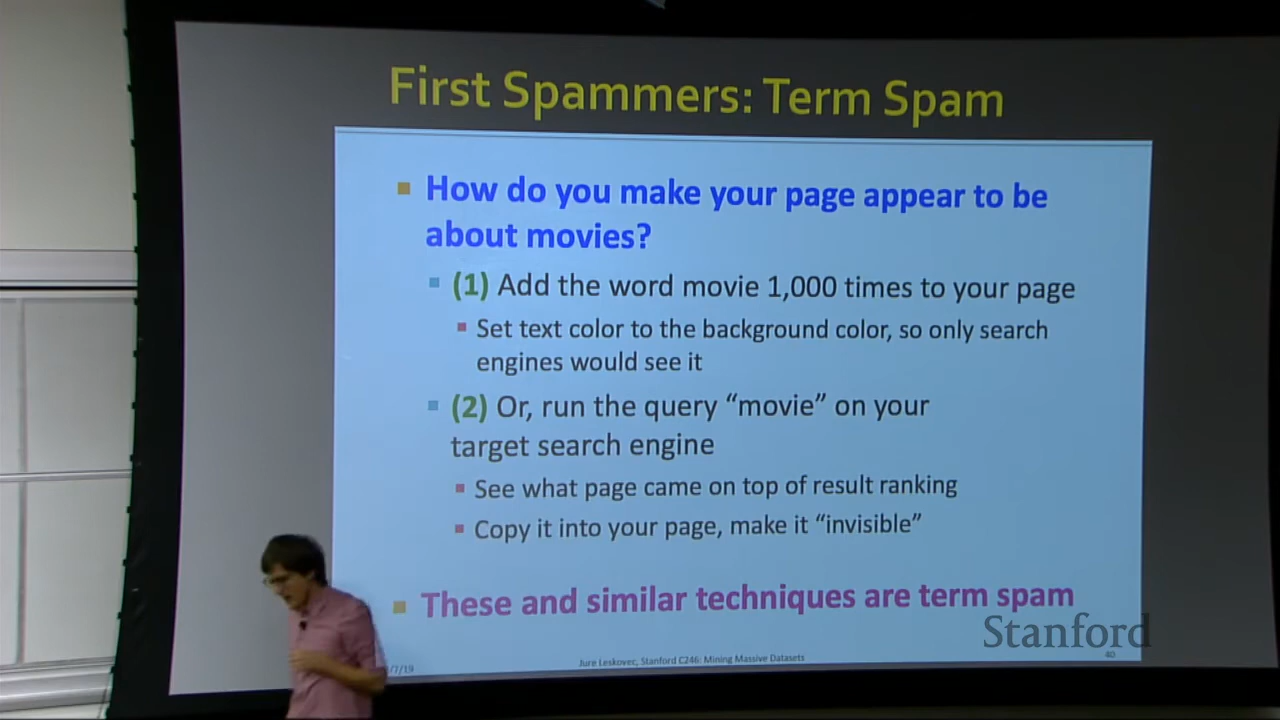 First Spammers: Term Spam
How do you make your page appear to be
about movies?
(1) Add the word movie 1,000 times to your page
Set text color to the background color, so only search
engines would see it
(2) Or, run the query “movie” on your
target search engine
See what page came on top of result ranking
Copy it into your page, make it “invisible”
These and similar techniques are term spam
Stanford
/7/19
Jure Leskovec, Stanford C246: Mining Massive Datasets
40